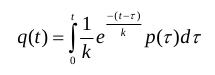 q(t) = ∫₀ᵗ (1/k) e^(−(t−τ)/k) p(τ)dτ